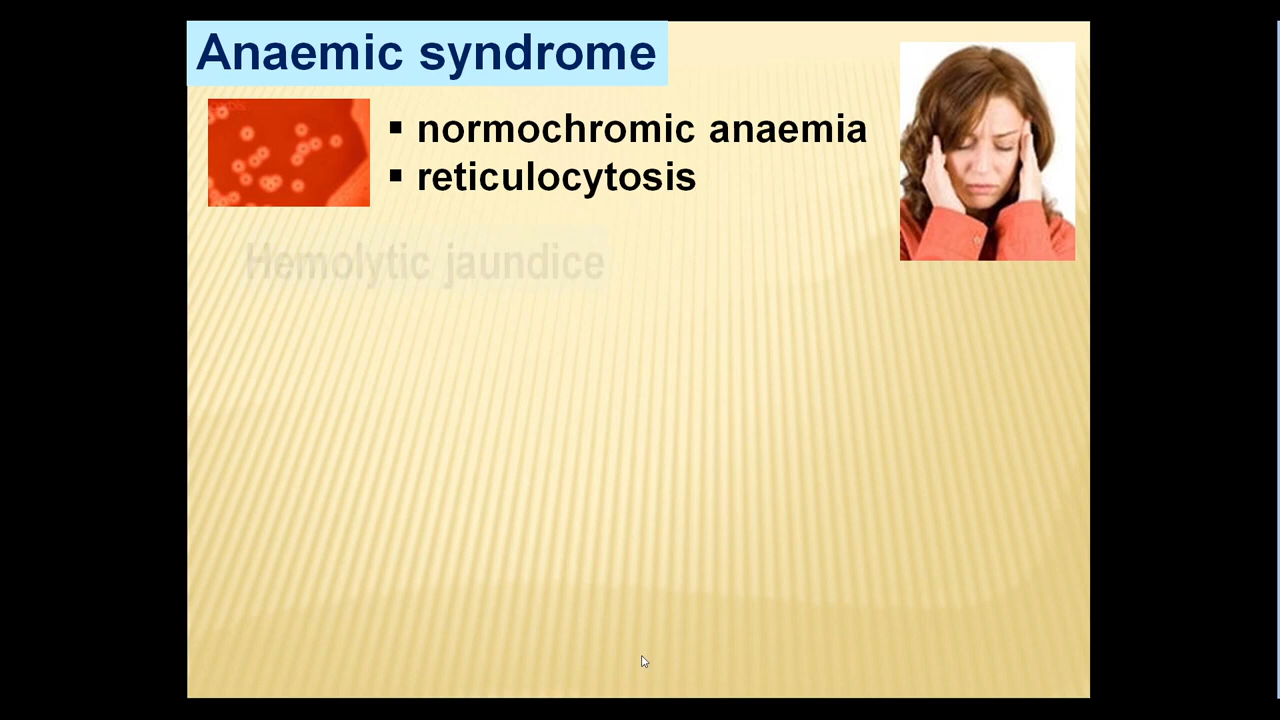 Anaemic syndrome
▪ normochromic anaemia
▪ reticulocytosis
Hemolytic jaundice